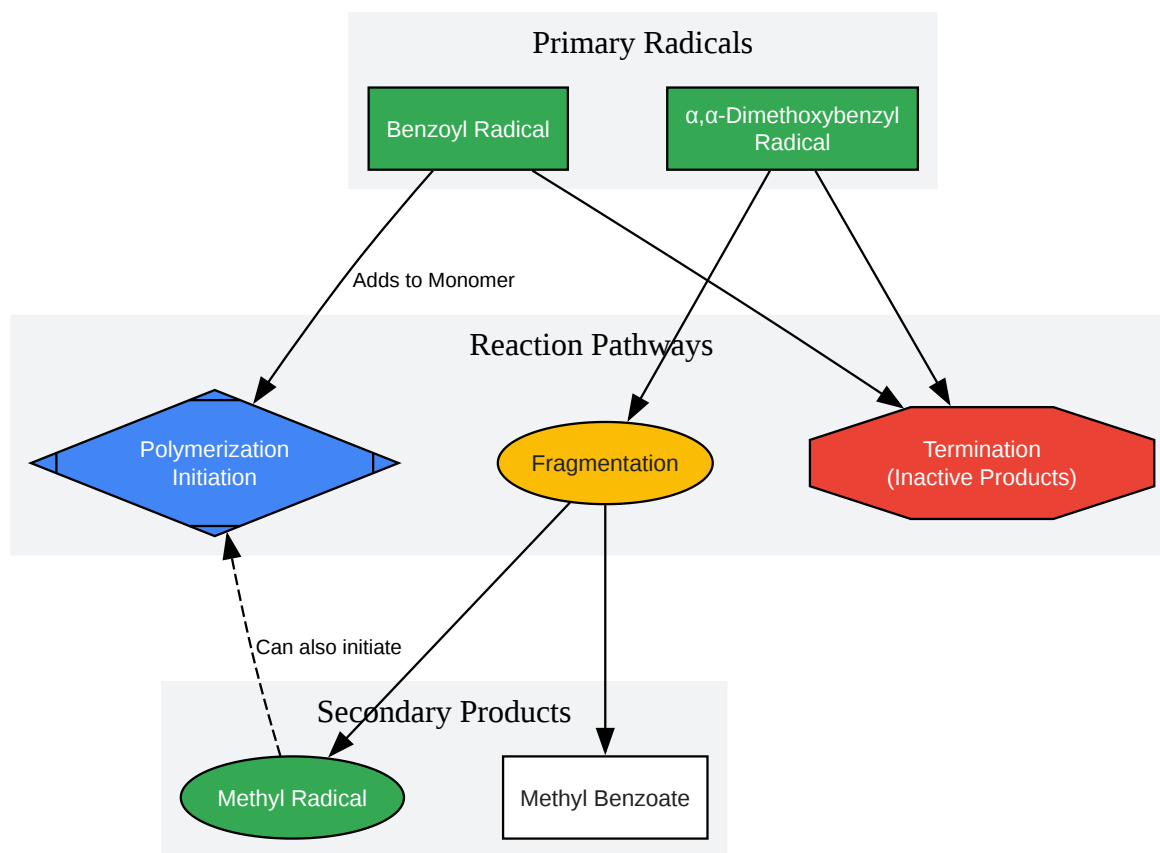 Primary Radicals
Benzoyl Radical
α,α-Dimethoxybenzyl
Radical
Adds to Monomer
Reaction Pathways
Polymerization
Initiation
Fragmentation
Termination
(Inactive Products)
Can also initiate
Secondary Products
Methyl Radical
Methyl Benzoate